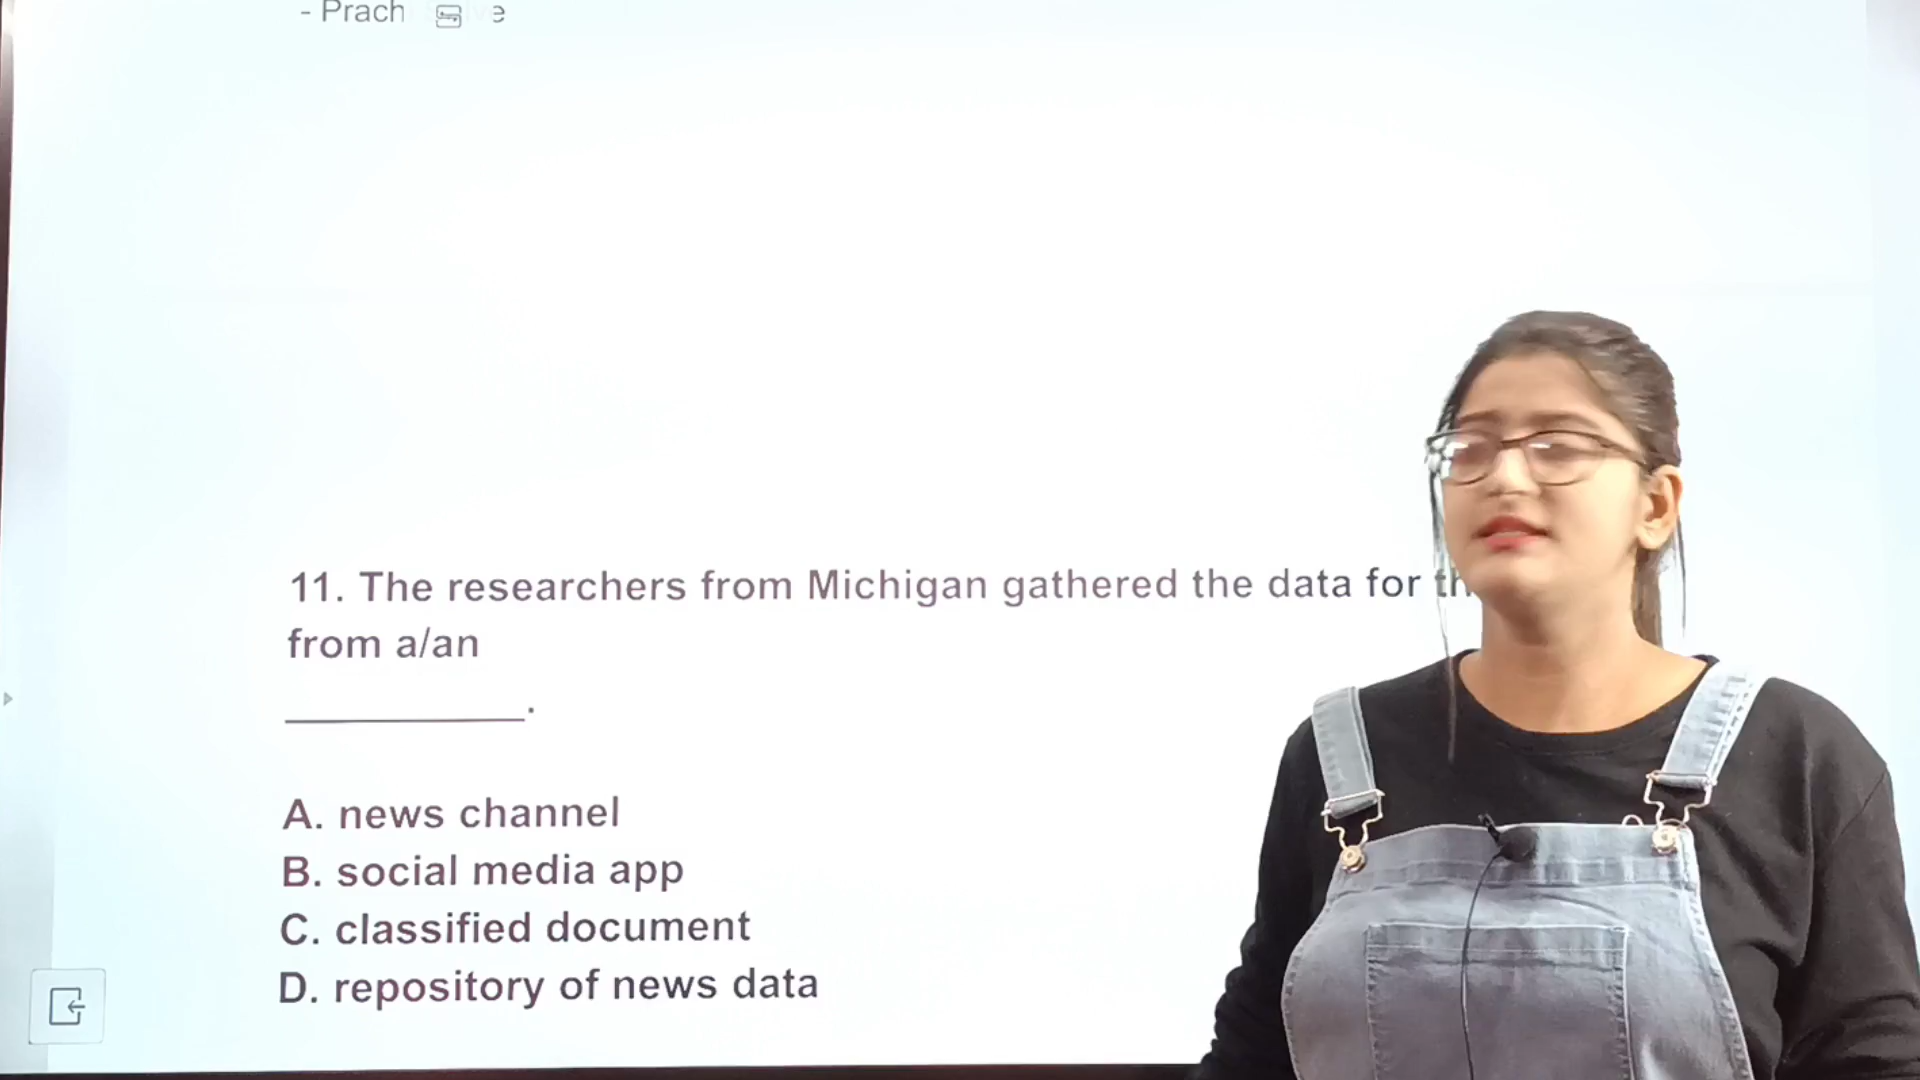 - Prach
11. The researchers from Michigan gathered the data for
from a/an
____________.
A. news channel
B. social media app
C. classified document
D. repository of news data